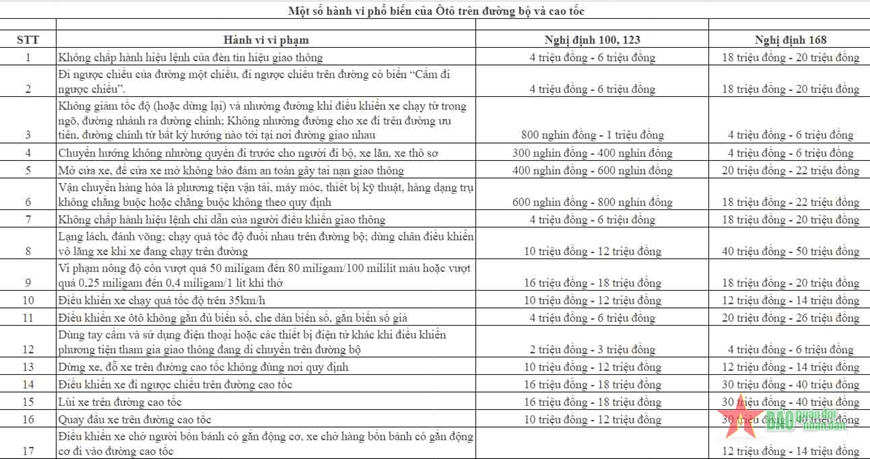 Một số hành vi phổ biến của Ôtô trên đường bộ và cao tốc
STT Hành vi vi phạm Nghị định 100, 123 Nghị định 168
1 Không chấp hành hiệu lệnh của đèn tín hiệu giao thông 4 triệu đồng - 6 triệu đồng 18 triệu đồng - 20 triệu đồng
Đi ngược chiều của đường một chiều, đi ngược chiều trên đường có biển “Cấm đi
2 ngược chiều”. 4 triệu đồng - 6 triệu đồng 18 triệu đồng - 20 triệu đồng
Không giảm tốc độ (hoặc dừng lại) và nhường đường khi điều khiển xe chạy từ trong
ngõ, đường nhánh ra đường chính; Không nhường đường cho xe đi trên đường ưu
3 tiên, đường chính từ bất kỳ hướng nào tới tại nơi đường giao nhau 800 nghìn đồng - 1 triệu đồng 4 triệu đồng - 6 triệu đồng
4 Chuyển hướng không nhường quyền đi trước cho người đi bộ, xe lăn, xe thô sơ 300 nghìn đồng - 400 nghìn đồng 4 triệu đồng - 6 triệu đồng
5 Mở cửa xe, để cửa xe mở không bảo đảm an toàn gây tai nạn giao thông 400 nghìn đồng - 600 nghìn đồng 20 triệu đồng - 22 triệu đồng
Vận chuyển hàng hóa là phương tiện vận tải, máy móc, thiết bị kỹ thuật, hàng dạng trụ
6 không chằng buộc hoặc chằng buộc không theo quy định 600 nghìn đồng - 800 nghìn đồng 18 triệu đồng - 22 triệu đồng
7 Không chấp hành hiệu lệnh chỉ dẫn của người điều khiển giao thông 4 triệu đồng - 6 triệu đồng 18 triệu đồng - 20 triệu đồng
Lạng lách, đánh võng; chạy quá tốc độ đuổi nhau trên đường bộ; dùng chân điều khiển
8 vô lăng xe khi xe đang chạy trên đường 10 triệu đồng - 12 triệu đồng 40 triệu đồng - 50 triệu đồng
Vi phạm nồng độ cồn vượt quá 50 miligam đến 80 miligam/100 mililít máu hoặc vượt
9 quá 0,25 miligam đến 0,4 miligam/1 lít khí thở 16 triệu đồng - 18 triệu đồng 18 triệu đồng - 20 triệu đồng
10 Điều khiển xe chạy quá tốc độ trên 35km/h 10 triệu đồng - 12 triệu đồng 12 triệu đồng - 14 triệu đồng
11 Điều khiển xe ôtô không gắn đủ biển số, che dán biển số, gắn biển số giả 4 triệu đồng - 6 triệu đồng 20 triệu đồng - 26 triệu đồng
Dùng tay cầm và sử dụng điện thoại hoặc các thiết bị điện tử khác khi điều khiển
12 phương tiện tham gia giao thông đang di chuyển trên đường bộ 2 triệu đồng - 3 triệu đồng 4 triệu đồng - 6 triệu đồng
13 Dừng xe, đỗ xe trên đường cao tốc không đúng nơi quy định 10 triệu đồng - 12 triệu đồng 12 triệu đồng - 14 triệu đồng
14 Điều khiển xe đi ngược chiều trên đường cao tốc 16 triệu đồng - 18 triệu đồng 30 triệu đồng - 40 triệu đồng
15 Lùi xe trên đường cao tốc 16 triệu đồng - 18 triệu đồng 30 triệu đồng - 40 triệu đồng
16 Quay đầu xe trên đường cao tốc 10 triệu đồng - 12 triệu đồng 30 triệu đồng - 40 triệu đồng
BÁO quân đội nhân dân
Điều khiển xe chở người bốn bánh có gắn động cơ, xe chở hàng bốn bánh có gắn động
17 cơ đi vào đường cao tốc 12 triệu đồng - 14 triệu đồng